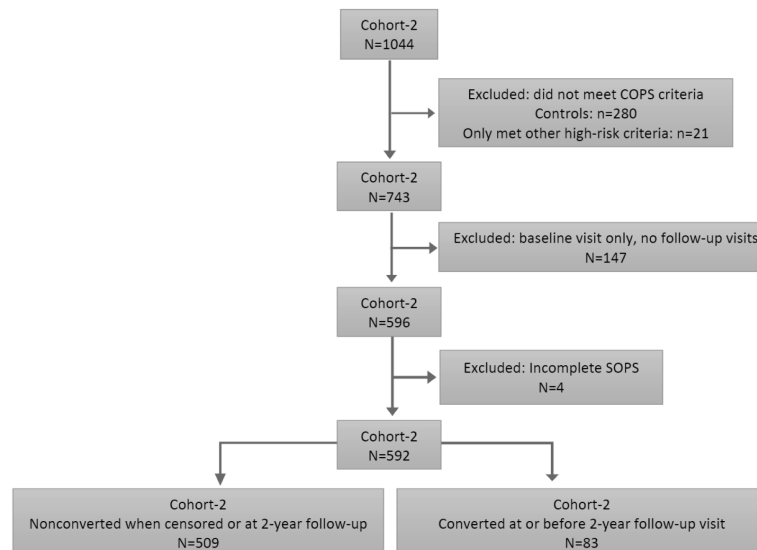 Cohort-2
N=1044
Excluded: did not meet COPS criteria
Controls: n=280
Only met other high-risk criteria: n=21
Cohort-2
N=743
Excluded: baseline visit only, no follow-up visits
N=147
Cohort-2
N=596
Excluded: Incomplete SOPS
N=4
Cohort-2
N=592
Cohort-2
Nonconverted when censored or at 2-year follow-up
N=509
Cohort-2
Converted at or before 2-year follow-up visit
N=83